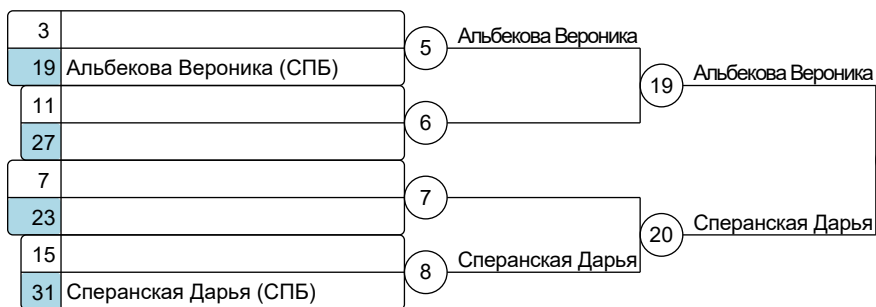 3
5 Альбекова Вероника
19 Альбекова Вероника (СПБ)
19 Альбекова Вероника
11
6
27
7
7
23
20 Сперанская Дарья
15
8 Сперанская Дарья
31 Сперанская Дарья (СПБ)